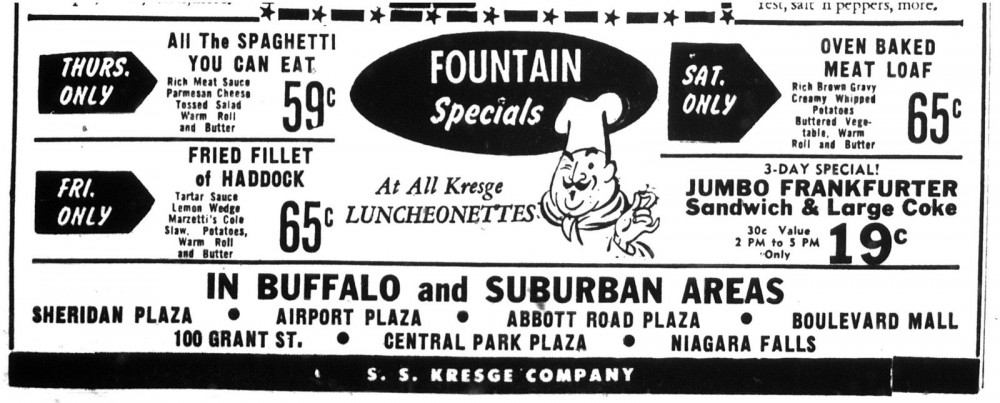 Test, salt 'n peppers, more.
THURS.
ONLY
All The SPAGHETTI
YOU CAN EAT
Rich Meat Sauce
Parmesan Cheese
Tossed Salad
Warm Roll
and Butter
59c
FRI.
ONLY
FRIED FILLET
of HADDOCK
Tartar Sauce
Lemon Wedge
Marzetti's Cole
Slaw, Potatoes,
Warm Roll
and Butter
65c
FOUNTAIN
Specials
At All Kresge
LUNCHEONETTES
SAT.
ONLY
OVEN BAKED
MEAT LOAF
Rich Brown Gravy
Creamy Whipped
Potatoes
Buttered Vege-
table, Warm
Roll and Butter
65c
3-DAY SPECIAL!
JUMBO FRANKFURTER
Sandwich & Large Coke
30c Value
2 PM to 5 PM
Only
19c
IN BUFFALO and SUBURBAN AREAS
SHERIDAN PLAZA • AIRPORT PLAZA • ABBOTT ROAD PLAZA • BOULEVARD MALL
100 GRANT ST. • CENTRAL PARK PLAZA • NIAGARA FALLS
S. S. KRESGE COMPANY